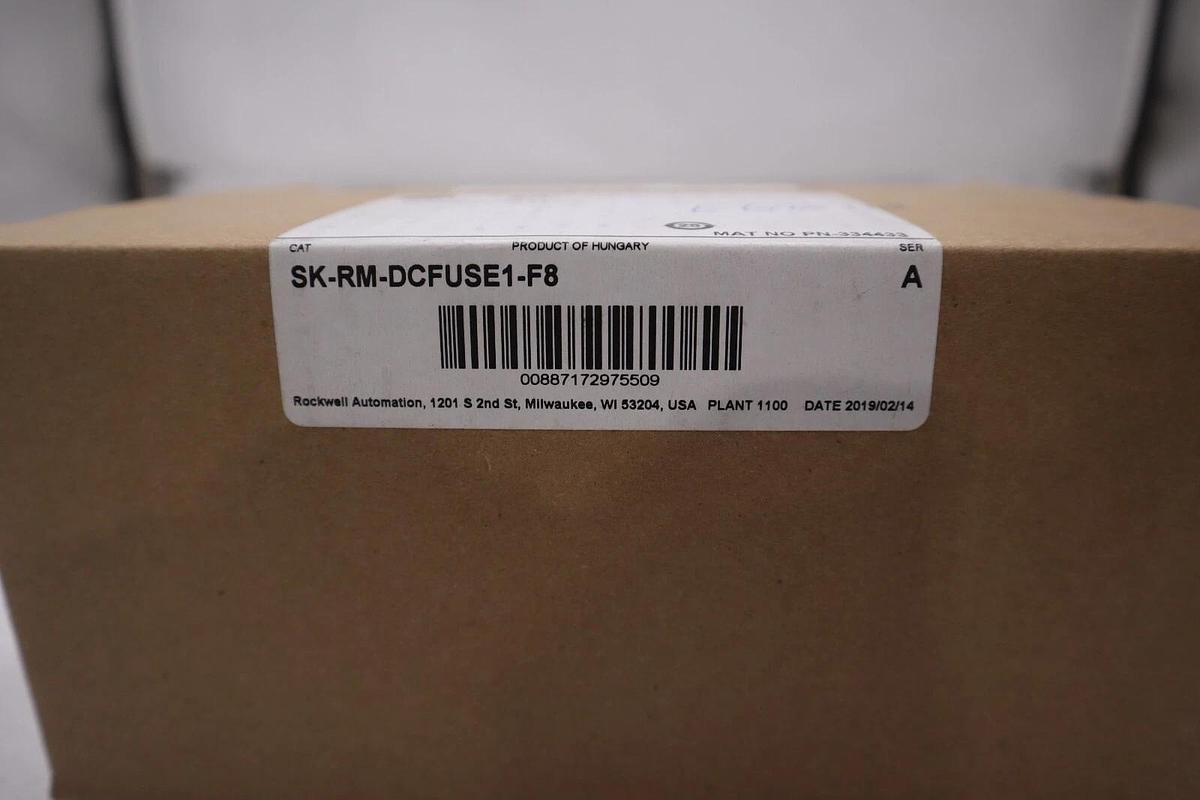 MAT NO PN-334433
CAT PRODUCT OF HUNGARY SER
SK-RM-DCFUSE1-F8 A
00887172975509
Rockwell Automation, 1201 S 2nd St, Milwaukee, WI 53204, USA PLANT 1100 DATE 2019/02/14